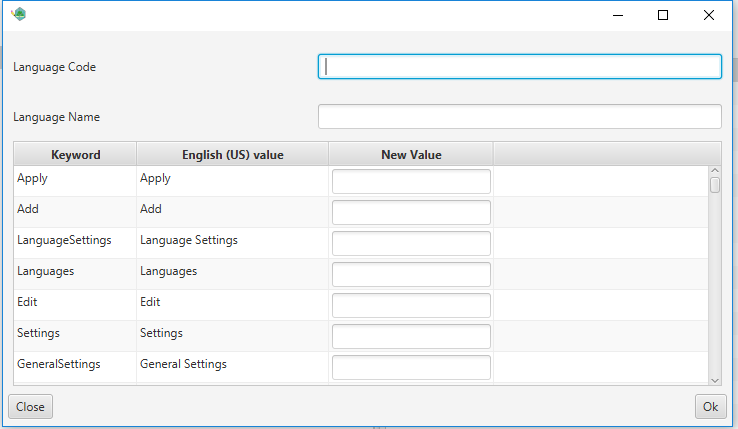 Language Code
Language Name
Keyword English (US) value New Value
Apply Apply
Add Add
LanguageSettings Language Settings
Languages Languages
Edit Edit
Settings Settings
GeneralSettings General Settings
Close Ok